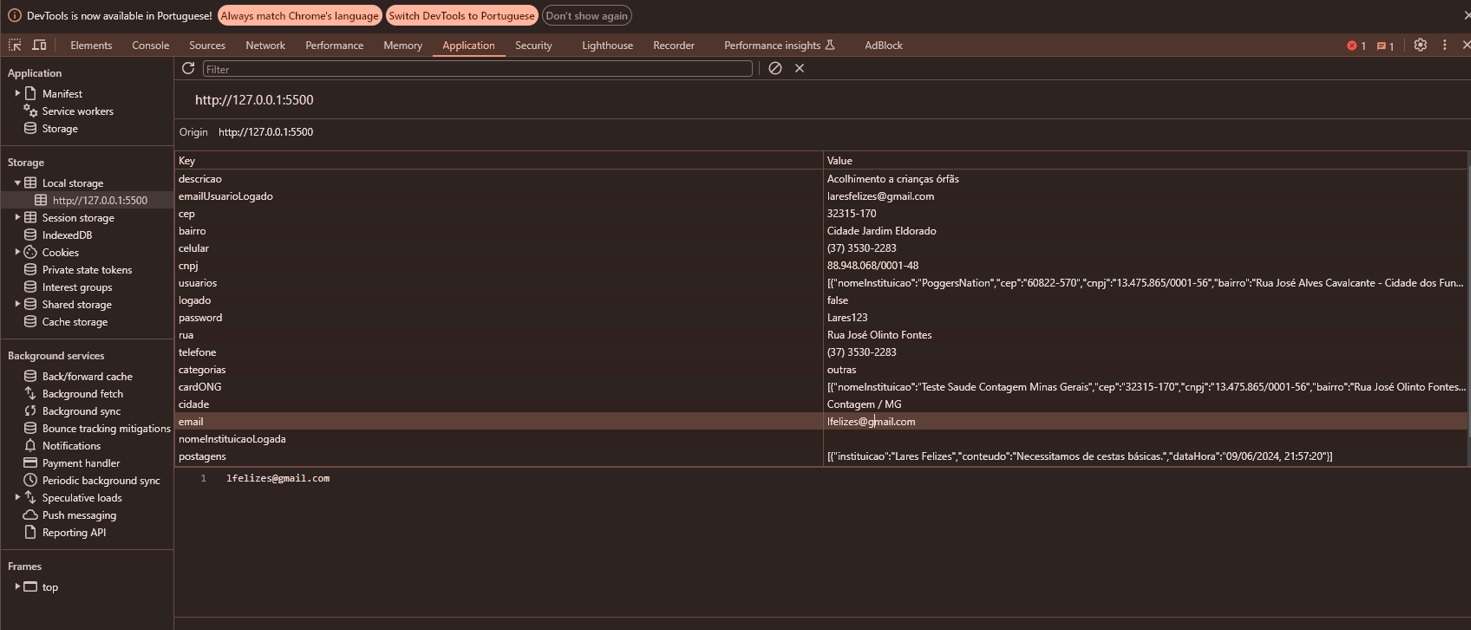 DevTools is now available in Portuguese! Always match Chrome's language Switch DevTools to Portuguese Don't show again
Elements Console Sources Network Performance Memory Application Security Lighthouse Recorder Performance insights AdBlock 1 1
Application
Manifest
Service workers
Storage
Storage
Local storage
http://127.0.0.1:5500
Session storage
IndexedDB
Cookies
Private state tokens
Interest groups
Shared storage
Cache storage
Background services
Back/forward cache
Background fetch
Background sync
Bounce tracking mitigations
Notifications
Payment handler
Periodic background sync
Speculative loads
Push messaging
Reporting API
Frames
top
Filter
http://127.0.0.1:5500
Origin http://127.0.0.1:5500
Key Value
descricao Acolhimento a crianças órfãs
emailUsuarioLogado laresfelizes@gmail.com
cep 32315-170
bairro Cidade Jardim Eldorado
celular (37) 3530-2283
cnpj 88.948.068/0001-48
usuarios [{"nomeInstituicao":"PoggersNation","cep":"60822-570","cnpj":"13.475.865/0001-56","bairro":"Rua José Alves Cavalcante - Cidade dos Fun...
logado false
password Lares123
rua Rua José Olinto Fontes
telefone (37) 3530-2283
categorias outras
cardONG [{"nomeInstituicao":"Teste Saude Contagem Minas Gerais","cep":"32315-170","cnpj":"13.475.865/0001-56","bairro":"Rua José Olinto Fontes...
cidade Contagem / MG
email lfelizes@gmail.com
nomeInstituicaoLogada
postagens [{"instituicao":"Lares Felizes","conteudo":"Necessitamos de cestas básicas.","dataHora":"09/06/2024, 21:57:20"}]
1 lfelizes@gmail.com